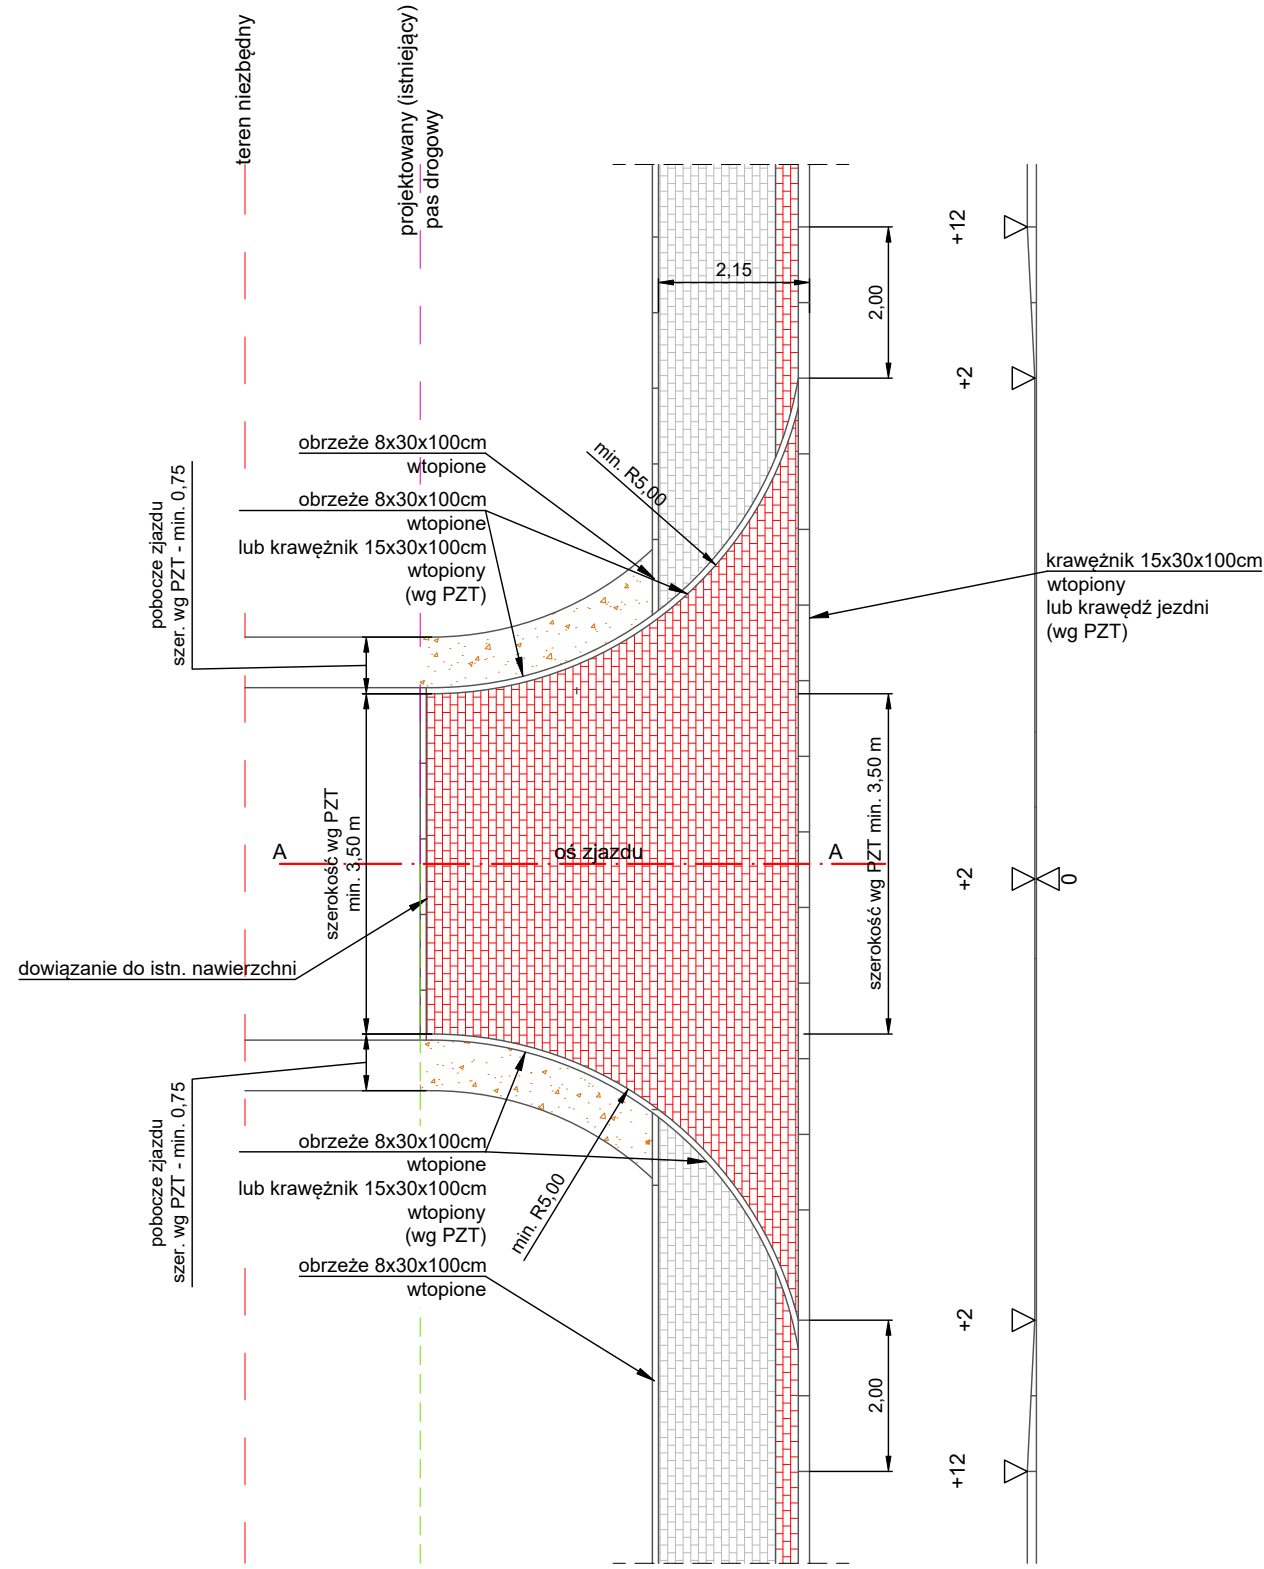 teren niezbędny
projektowany (istniejący)
pas drogowy
+12
2,15
2,00
+2
obrzeże 8x30x100cm
wtopione
min. R5,00
pobocze zjazdu
szer. wg PZT - min. 0,75
obrzeże 8x30x100cm
wtopione
lub krawężnik 15x30x100cm
wtopiony
(wg PZT)
krawężnik 15x30x100cm
wtopiony
lub krawędź jezdni
(wg PZT)
szerokość wg PZT
min. 3,50 m
szerokość wg PZT min. 3,50 m
A
oś zjazdu
A
+2
0
dowiązanie do istn. nawierzchni
pobocze zjazdu
szer. wg PZT - min. 0,75
obrzeże 8x30x100cm
wtopione
lub krawężnik 15x30x100cm
wtopiony
(wg PZT)
min. R5,00
obrzeże 8x30x100cm
wtopione
+2
2,00
+12